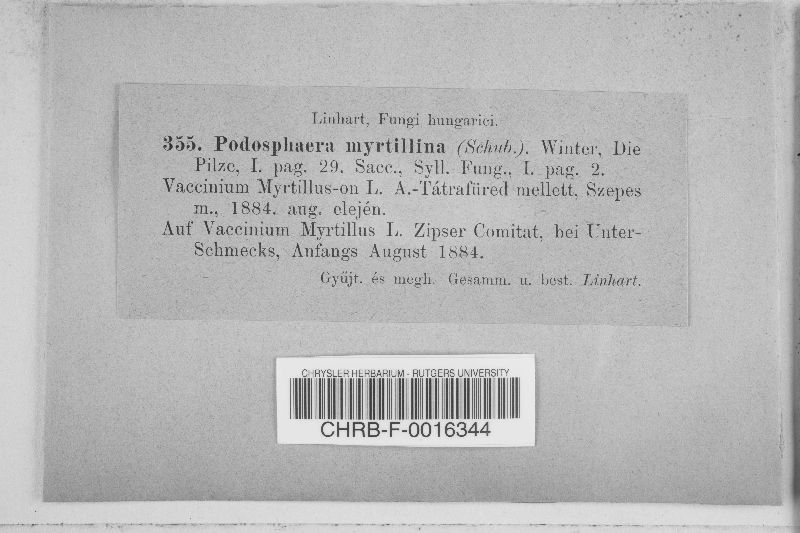 Linhart, Fungi hungarici.
355. Podosphaera myrtillina (Schub.). Winter, Die
Pilze, I. pag. 29. Sacc., Syll. Fung., I. pag. 2.
Vaccinium Myrtillus-on L. A.-Tátrafüred mellett, Szepes
m., 1884. aug. elején.
Auf Vaccinium Myrtillus L. Zipser Comitat, bei Unter-
Schmecks, Anfangs August 1884.
Gyűjt. és megh. Gesamm. u. best. Linhart.
CHRYSLER HERBARIUM - RUTGERS UNIVERSITY
CHRB-F-0016344